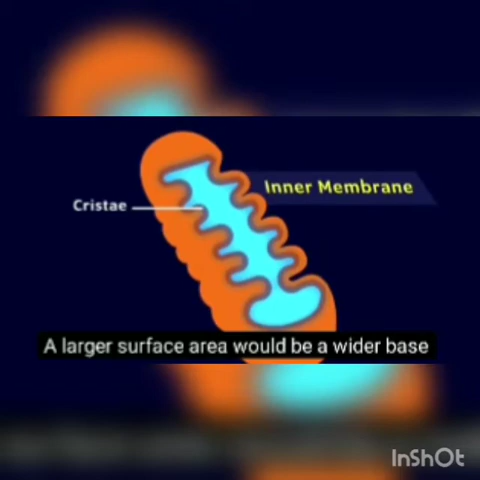 Inner Membrane
Cristae
A larger surface area would be a wider base
InShOt